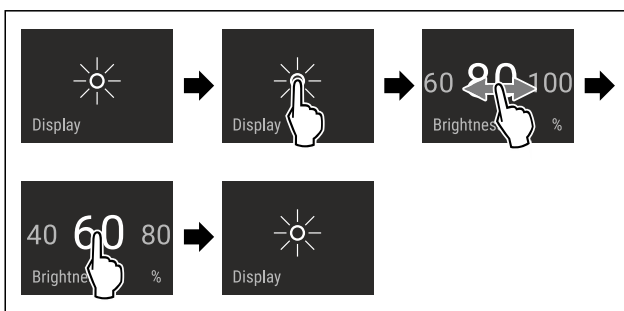 Display
Display
60 80 100
Brightnes %
40 60 80
Brightne %
Display